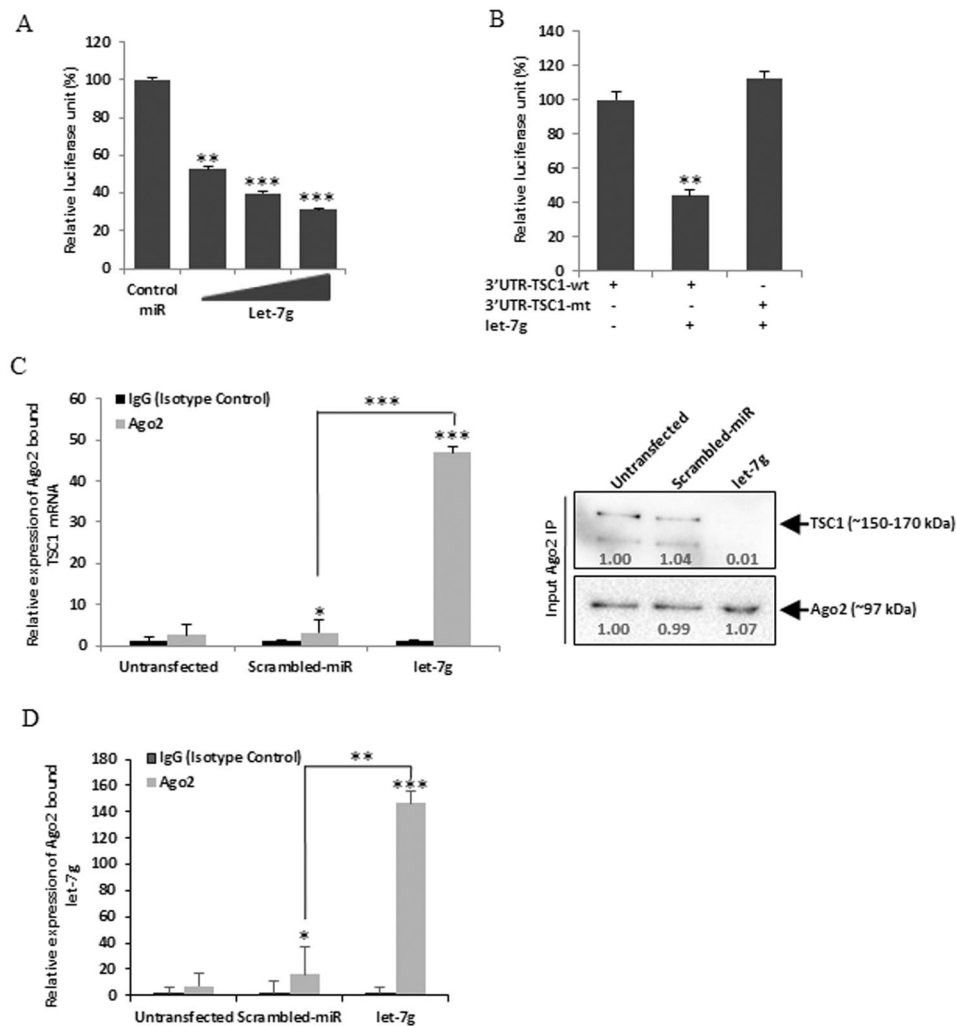 A
Relative luciferase unit (%)
120
100
80
60
40
20
0
**
***
***
Control
miR
Let-7g
B
Relative luciferase unit (%)
140
120
100
80
60
40
20
0
**
3'UTR-TSC1-wt + + -
3'UTR-TSC1-mt - - +
let-7g - + +
C
Relative expression of Ago2 bound
TSC1 mRNA
60
50
40
30
20
10
0
IgG (Isotype Control)
Ago2
***
***
*
Untransfected Scrambled-miR let-7g
Untransfected
Scrambled-miR
let-7g
Input Ago2 IP
TSC1 (~150-170 kDa)
1.00 1.04 0.01
Ago2 (~97 kDa)
1.00 0.99 1.07
D
Relative expression of Ago2 bound
let-7g
180
160
140
120
100
80
60
40
20
0
IgG (Isotype Control)
Ago2
**
***
*
Untransfected Scrambled-miR let-7g